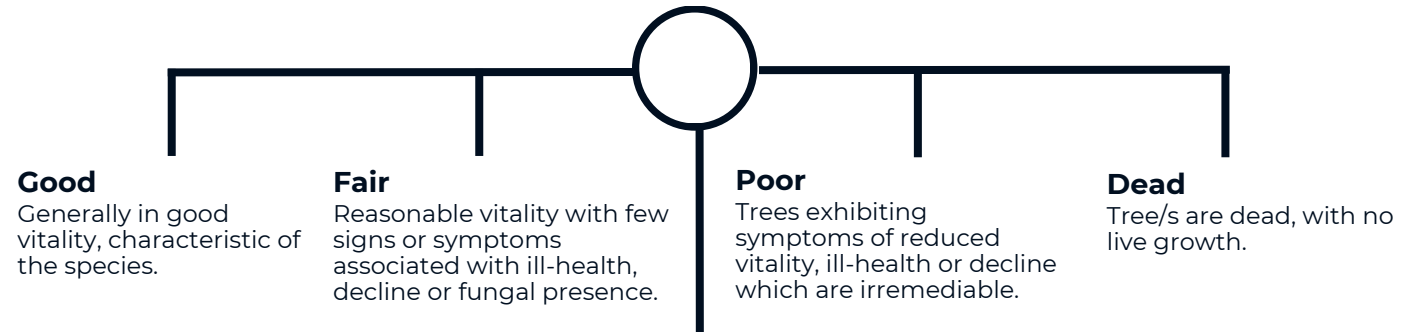 Good
Generally in good
vitality, characteristic of
the species.
Fair
Reasonable vitality with few
signs or symptoms
associated with ill-health,
decline or fungal presence.
Poor
Trees exhibiting
symptoms of reduced
vitality, ill-health or decline
which are irremediable.
Dead
Tree/s are dead, with no
live growth.